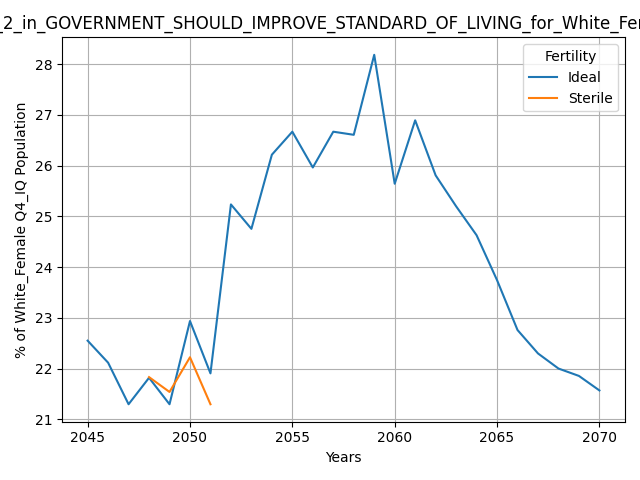 _2_in_GOVERNMENT_SHOULD_IMPROVE_STANDARD_OF_LIVING_for_White_Fe
Fertility
Ideal
Sterile
% of White_Female Q4_IQ Population
28
27
26
25
24
23
22
21
2045 2050 2055 2060 2065 2070
Years